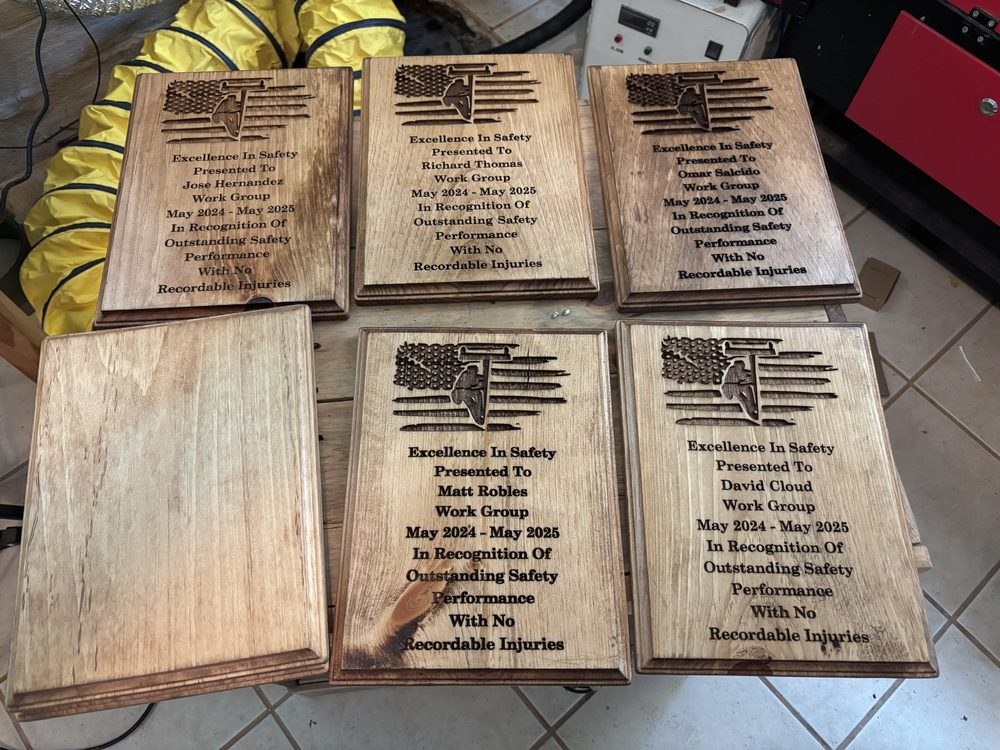 Excellence In Safety
Presented To
Jose Hernandez
Work Group
May 2024 - May 2025
In Recognition Of
Outstanding Safety
Performance
With No
Recordable Injuries
Excellence In Safety
Presented To
Richard Thomas
Work Group
May 2024 - May 2025
In Recognition Of
Outstanding Safety
Performance
With No
Recordable Injuries
Excellence In Safety
Presented To
Omar Salcido
Work Group
May 2024 - May 2025
In Recognition Of
Outstanding Safety
Performance
With No
Recordable Injuries
Excellence In Safety
Presented To
Matt Robles
Work Group
May 2024 - May 2025
In Recognition Of
Outstanding Safety
Performance
With No
Recordable Injuries
Excellence In Safety
Presented To
David Cloud
Work Group
May 2024 - May 2025
In Recognition Of
Outstanding Safety
Performance
With No
Recordable Injuries